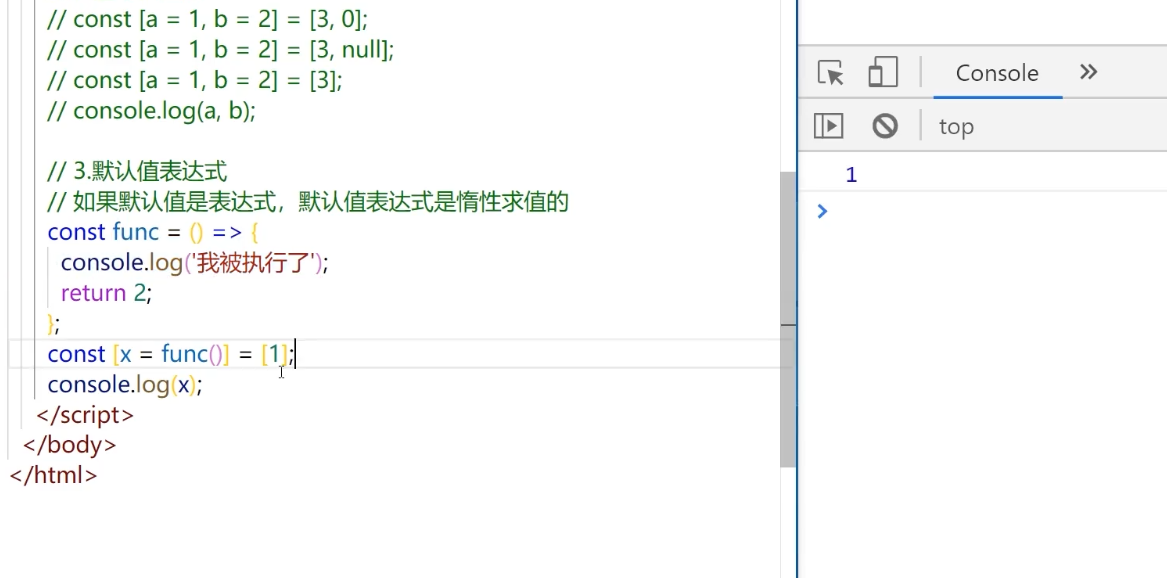 // const [a = 1, b = 2] = [3, 0];
// const [a = 1, b = 2] = [3, null];
// const [a = 1, b = 2] = [3];
// console.log(a, b);
// 3.默认值表达式
// 如果默认值是表达式，默认值表达式是惰性求值的
const func = () => {
console.log('我被执行了');
return 2;
};
const [x = func()] = [1];
console.log(x);
</script>
</body>
</html>
Console
top
1